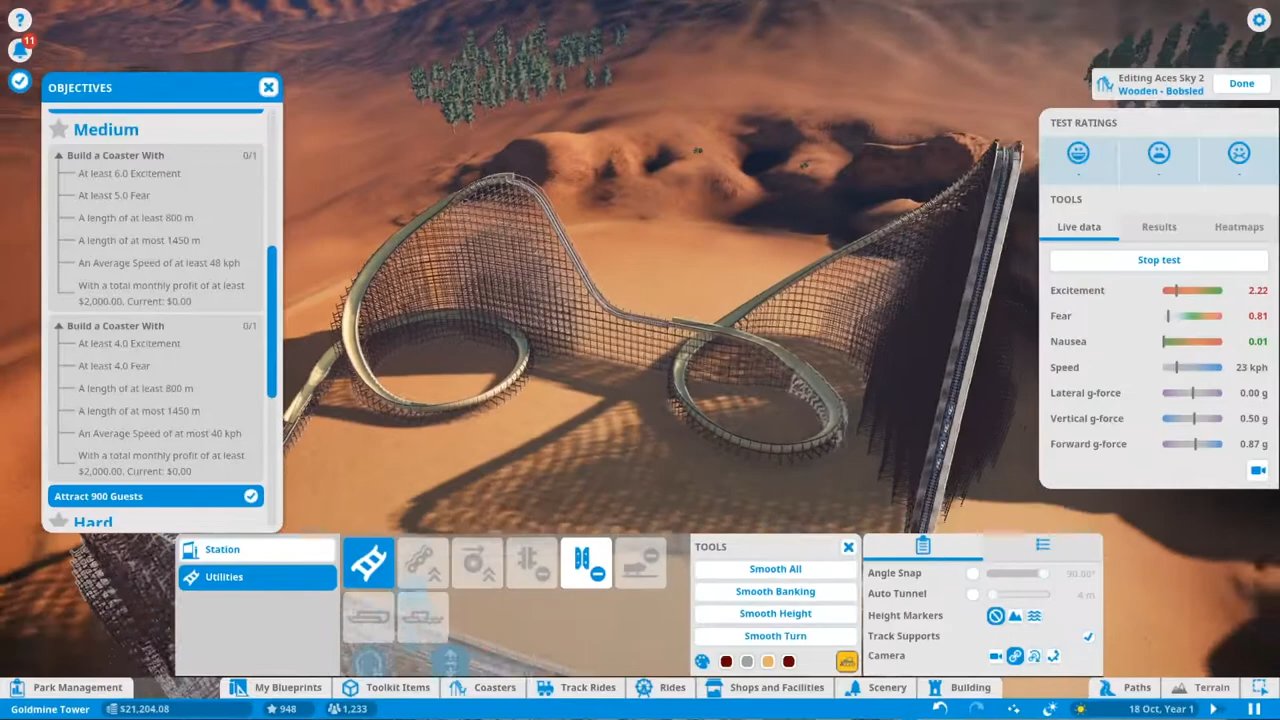 ?
11
OBJECTIVES
Medium
Build a Coaster With 0/1
At least 6.0 Excitement
At least 5.0 Fear
A length of at least 800 m
A length of at most 1450 m
An Average Speed of at least 48 kph
With a total monthly profit of at least
$2,000.00. Current: $0.00
Build a Coaster With 0/1
At least 4.0 Excitement
At least 4.0 Fear
A length of at least 800 m
A length of at most 1450 m
An Average Speed of at most 40 kph
With a total monthly profit of at least
$2,000.00. Current: $0.00
Attract 900 Guests
Hard
Editing Aces Sky 2
Wooden - Bobsled
Done
TEST RATINGS
- - -
TOOLS
Live data Results Heatmaps
Stop test
Excitement 2.22
Fear 0.81
Nausea 0.01
Speed 23 kph
Lateral g-force 0.00 g
Vertical g-force 0.50 g
Forward g-force 0.87 g
Station
Utilities
TOOLS
Smooth All
Smooth Banking
Smooth Height
Smooth Turn
Angle Snap 90.00°
Auto Tunnel 4 m
Height Markers
Track Supports
Camera
Park Management My Blueprints Toolkit Items Coasters Track Rides Rides Shops and Facilities Scenery Building Paths Terrain
Goldmine Tower $21,204.08 948 1,233 18 Oct, Year 1